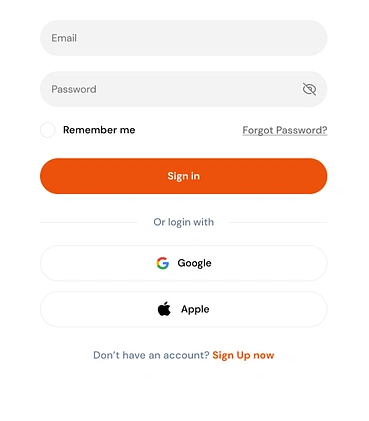 Email
Password
Remember me Forgot Password?
Sign in
Or login with
Google
Apple
Don’t have an account? Sign Up now